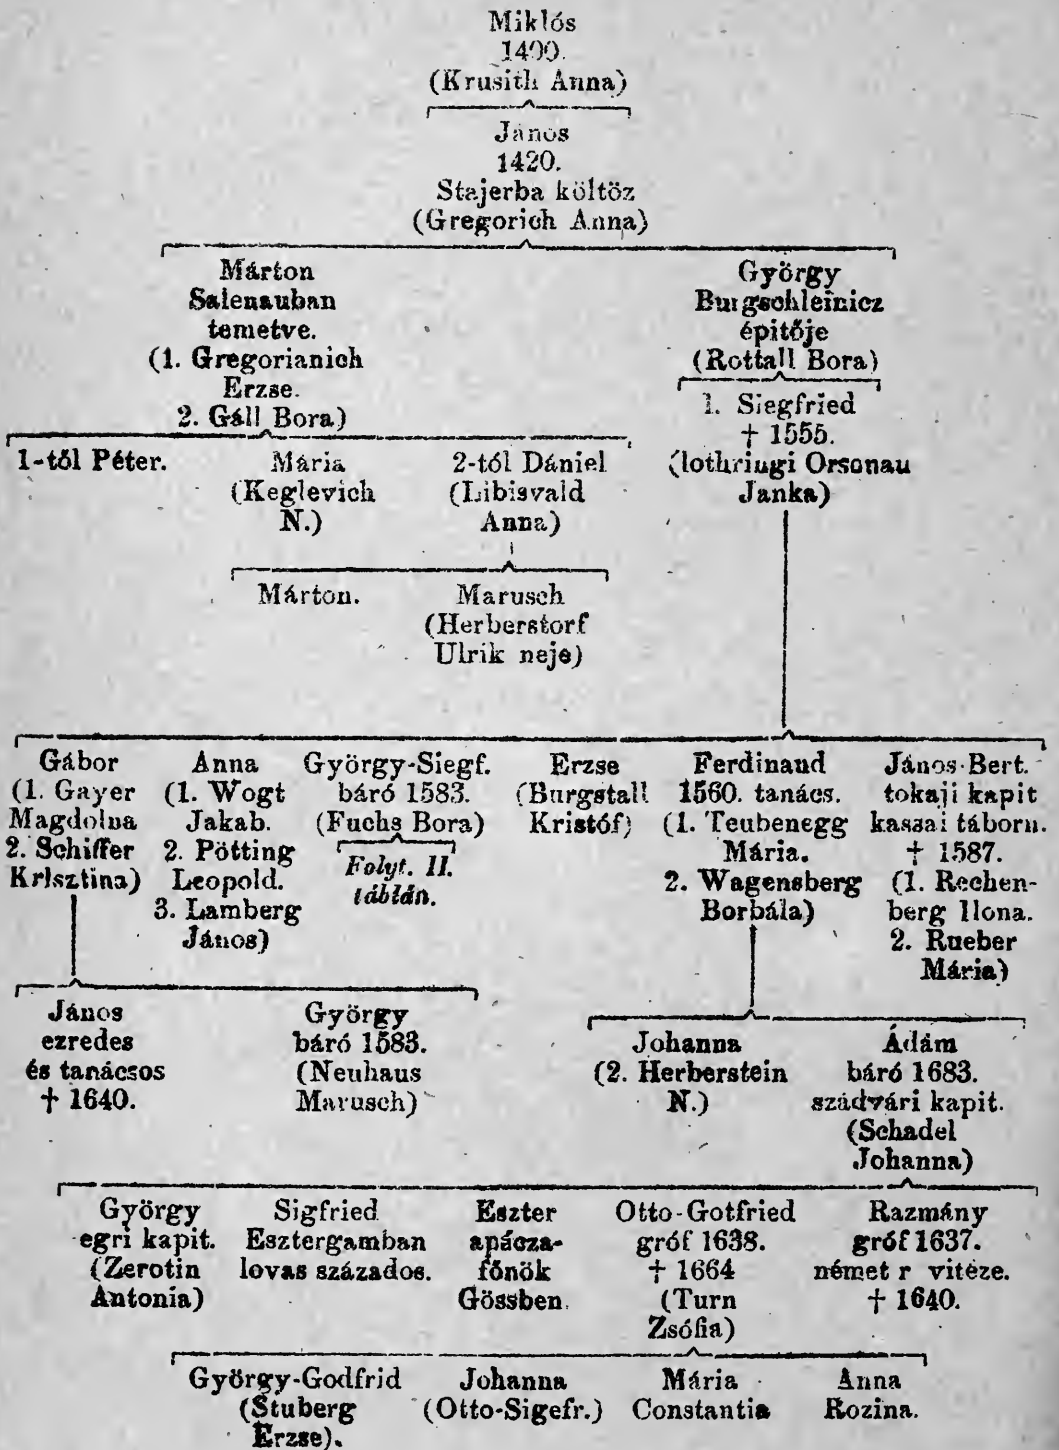 Miklós
1400.
(Krusith Anna)
János
1420.
Stajerba költöz
(Gregorich Anna)
Márton
Salenauban
temetve.
(1. Gregorianich
Erzse.
2. Gáll Bora)
György
Burgschleinicz
építője
(Rottall Bora)
1. Siegfried
† 1555.
(lothringi Orsonau
Janka)
1-től Péter.
Mária
(Keglevich
N.)
2-tól Dániel
(Libisvald
Anna)
Márton.
Marusch
(Herberstorf
Ulrik neje)
Gábor
(1. Gayer
Magdolna
2. Schiffer
Krisztina)
Anna
(1. Wogt
Jakab.
2. Pötting
Leopold.
3. Lamberg
János)
György-Siegf.
báró 1583.
(Fuchs Bora)
Folyt. II.
táblán.
Erzse
(Burgstall
Kristóf)
Ferdinand
1560. tanács.
(1. Teubenegg
Mária.
2. Wagensberg
Borbála)
János-Bert.
tokaji kapit
kassai táborn.
† 1587.
(1. Rechen-
berg Ilona.
2. Rueber
Mária)
János
ezredes
és tanácsos
† 1640.
György
báró 1583.
(Neuhaus
Marusch)
Johanna
(2. Herberstein
N.)
Ádám
báró 1683.
szádvári kapit.
(Schadel
Johanna)
György
egri kapit.
(Zerotin
Antonia)
Sigfried
Esztergamban
lovas százados.
Eszter
apácza-
főnök
Gössben.
Otto-Gotfried
gróf 1638.
† 1664
(Turn
Zsófia)
Razmány
gróf 1637.
német r vitéze.
† 1640.
György-Godfrid
(Stuberg
Erzse).
Johanna
(Otto-Sigefr.)
Mária
Constantia
Anna
Rozina.